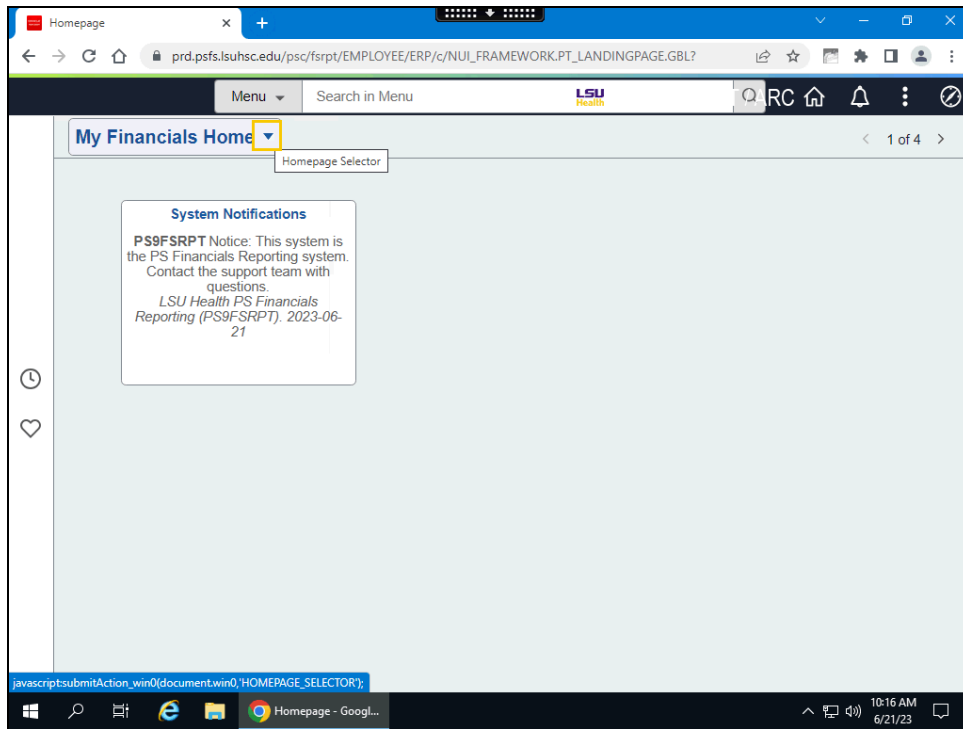 Homepage
prd.psfs.lsuhsc.edu/psc/fsrpt/EMPLOYEE/ERP/c/NUI_FRAMEWORK.PT_LANDINGPAGE.GBL?
Menu
Search in Menu
LSU
Health
ARC
My Financials Home
1 of 4
Homepage Selector
System Notifications
PS9FSRPT Notice: This system is
the PS Financials Reporting system.
Contact the support team with
questions.
LSU Health PS Financials
Reporting (PS9FSRPT). 2023-06-
21
javascript:submitAction_win0(document.win0,'HOMEPAGE_SELECTOR');
Homepage - Googl...
10:16 AM
6/21/23